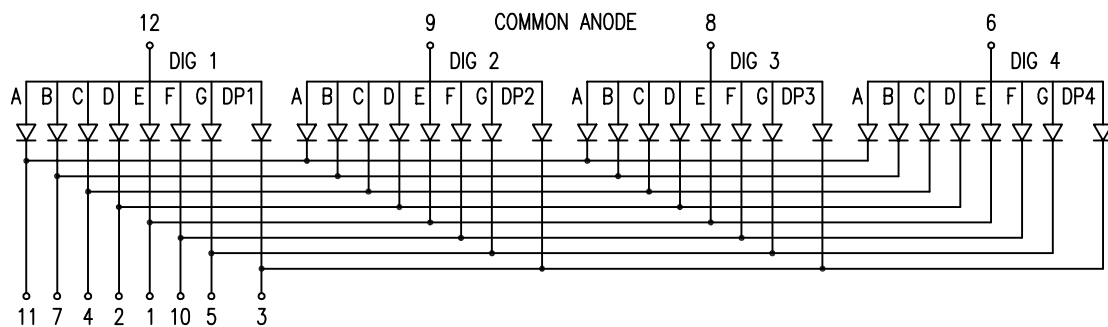 12 9 COMMON ANODE 8 6
DIG 1 DIG 2 DIG 3 DIG 4
A B C D E F G DP1 A B C D E F G DP2 A B C D E F G DP3 A B C D E F G DP4
11 7 4 2 1 10 5 3